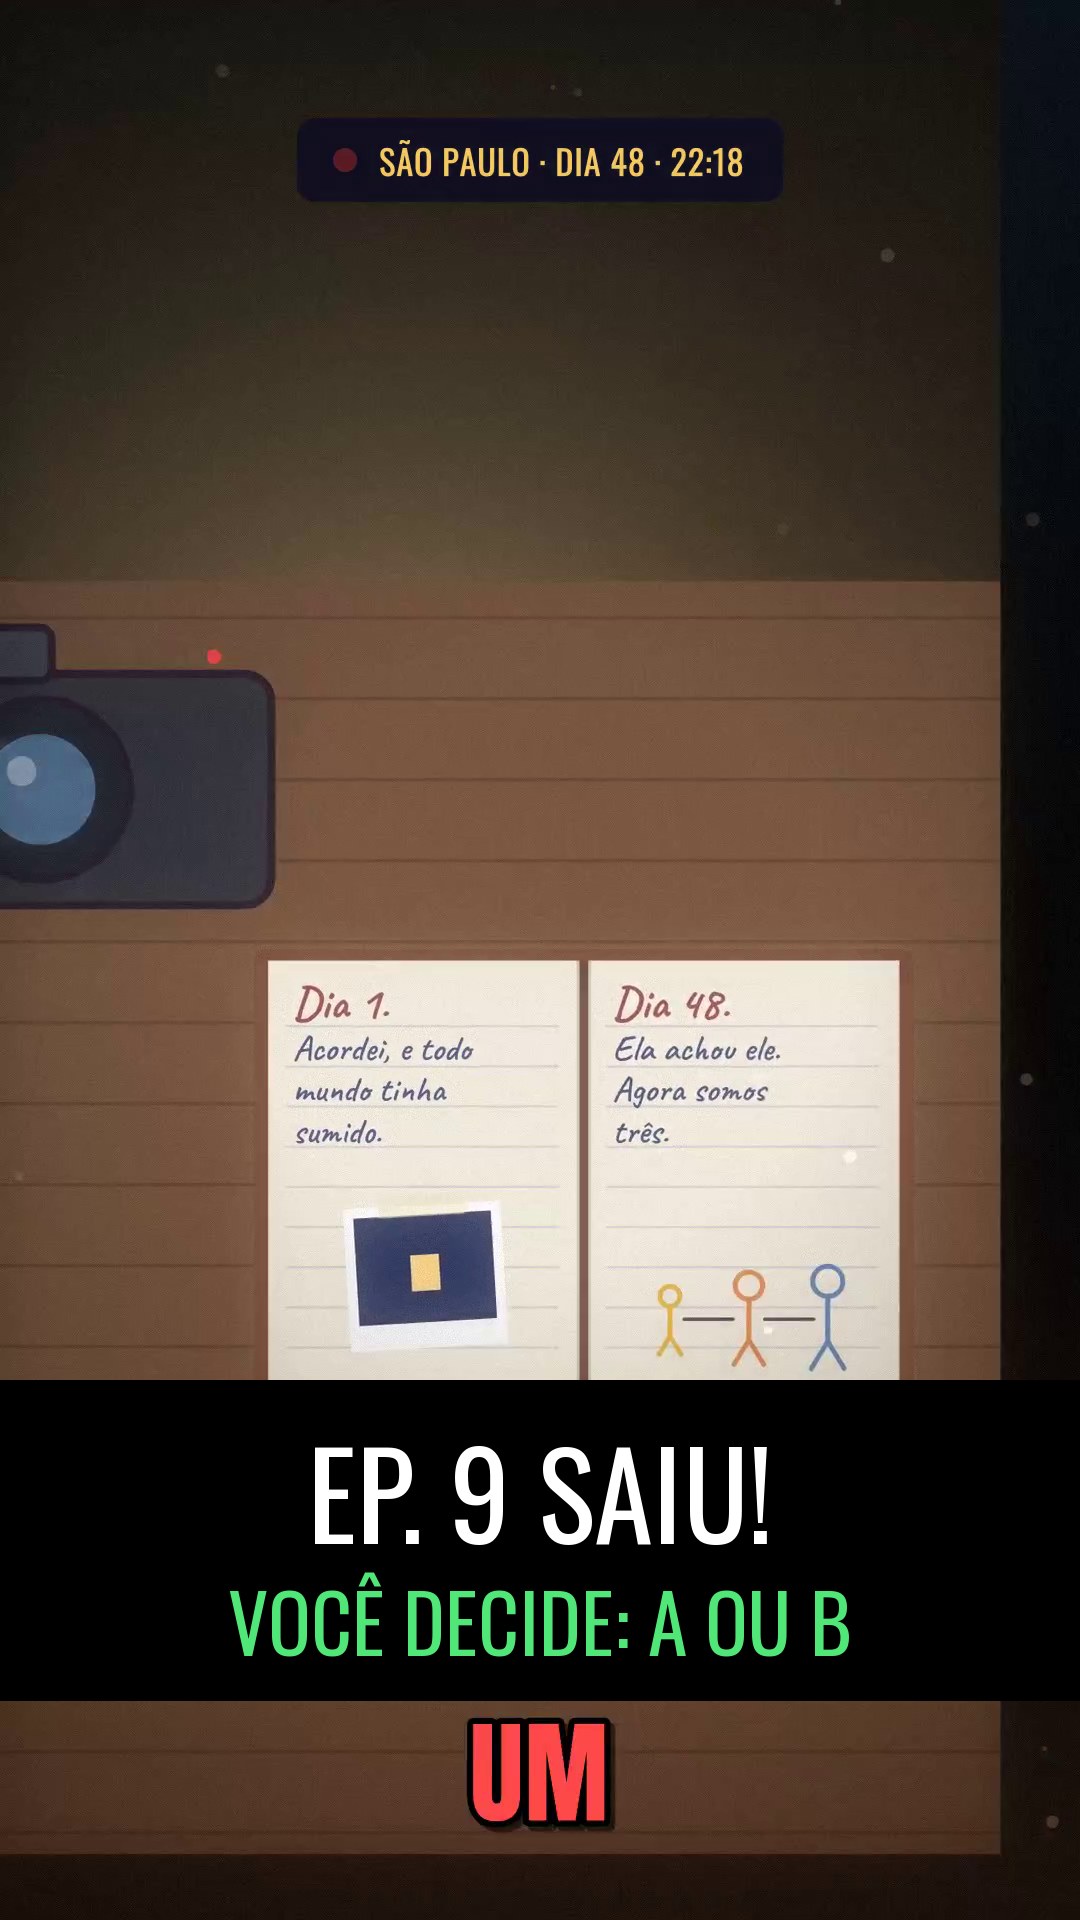 SÃO PAULO · DIA 48 · 22:18
Dia 1.
Acordei, e todo
mundo tinha
sumido.
Dia 48.
Ela achou ele.
Agora somos
três.
EP. 9 SAIU!
VOCÊ DECIDE: A OU B
UM